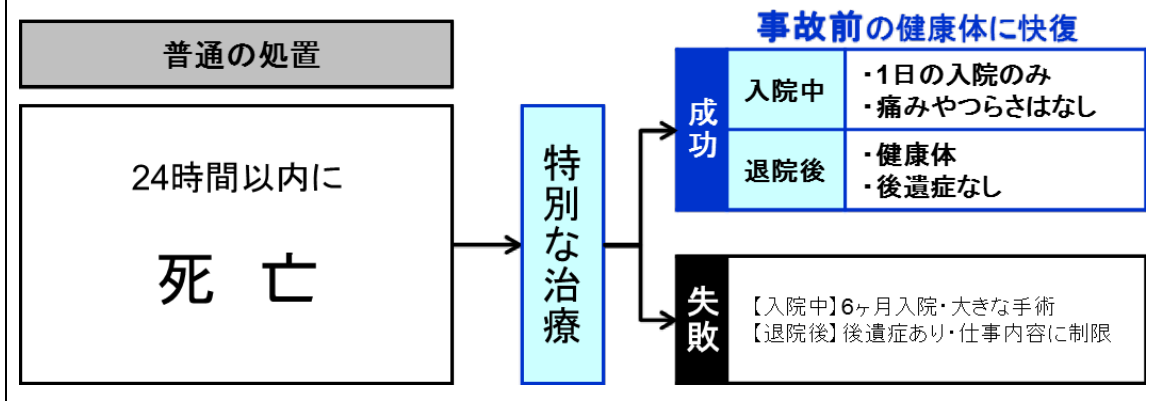 普通の処置
24時間以内に
死 亡
特別な治療
事故前の健康体に快復
成功
入院中
・1日の入院のみ
・痛みやつらさはなし
退院後
・健康体
・後遺症なし
失敗
【入院中】6ヶ月入院・大きな手術
【退院後】後遺症あり・仕事内容に制限